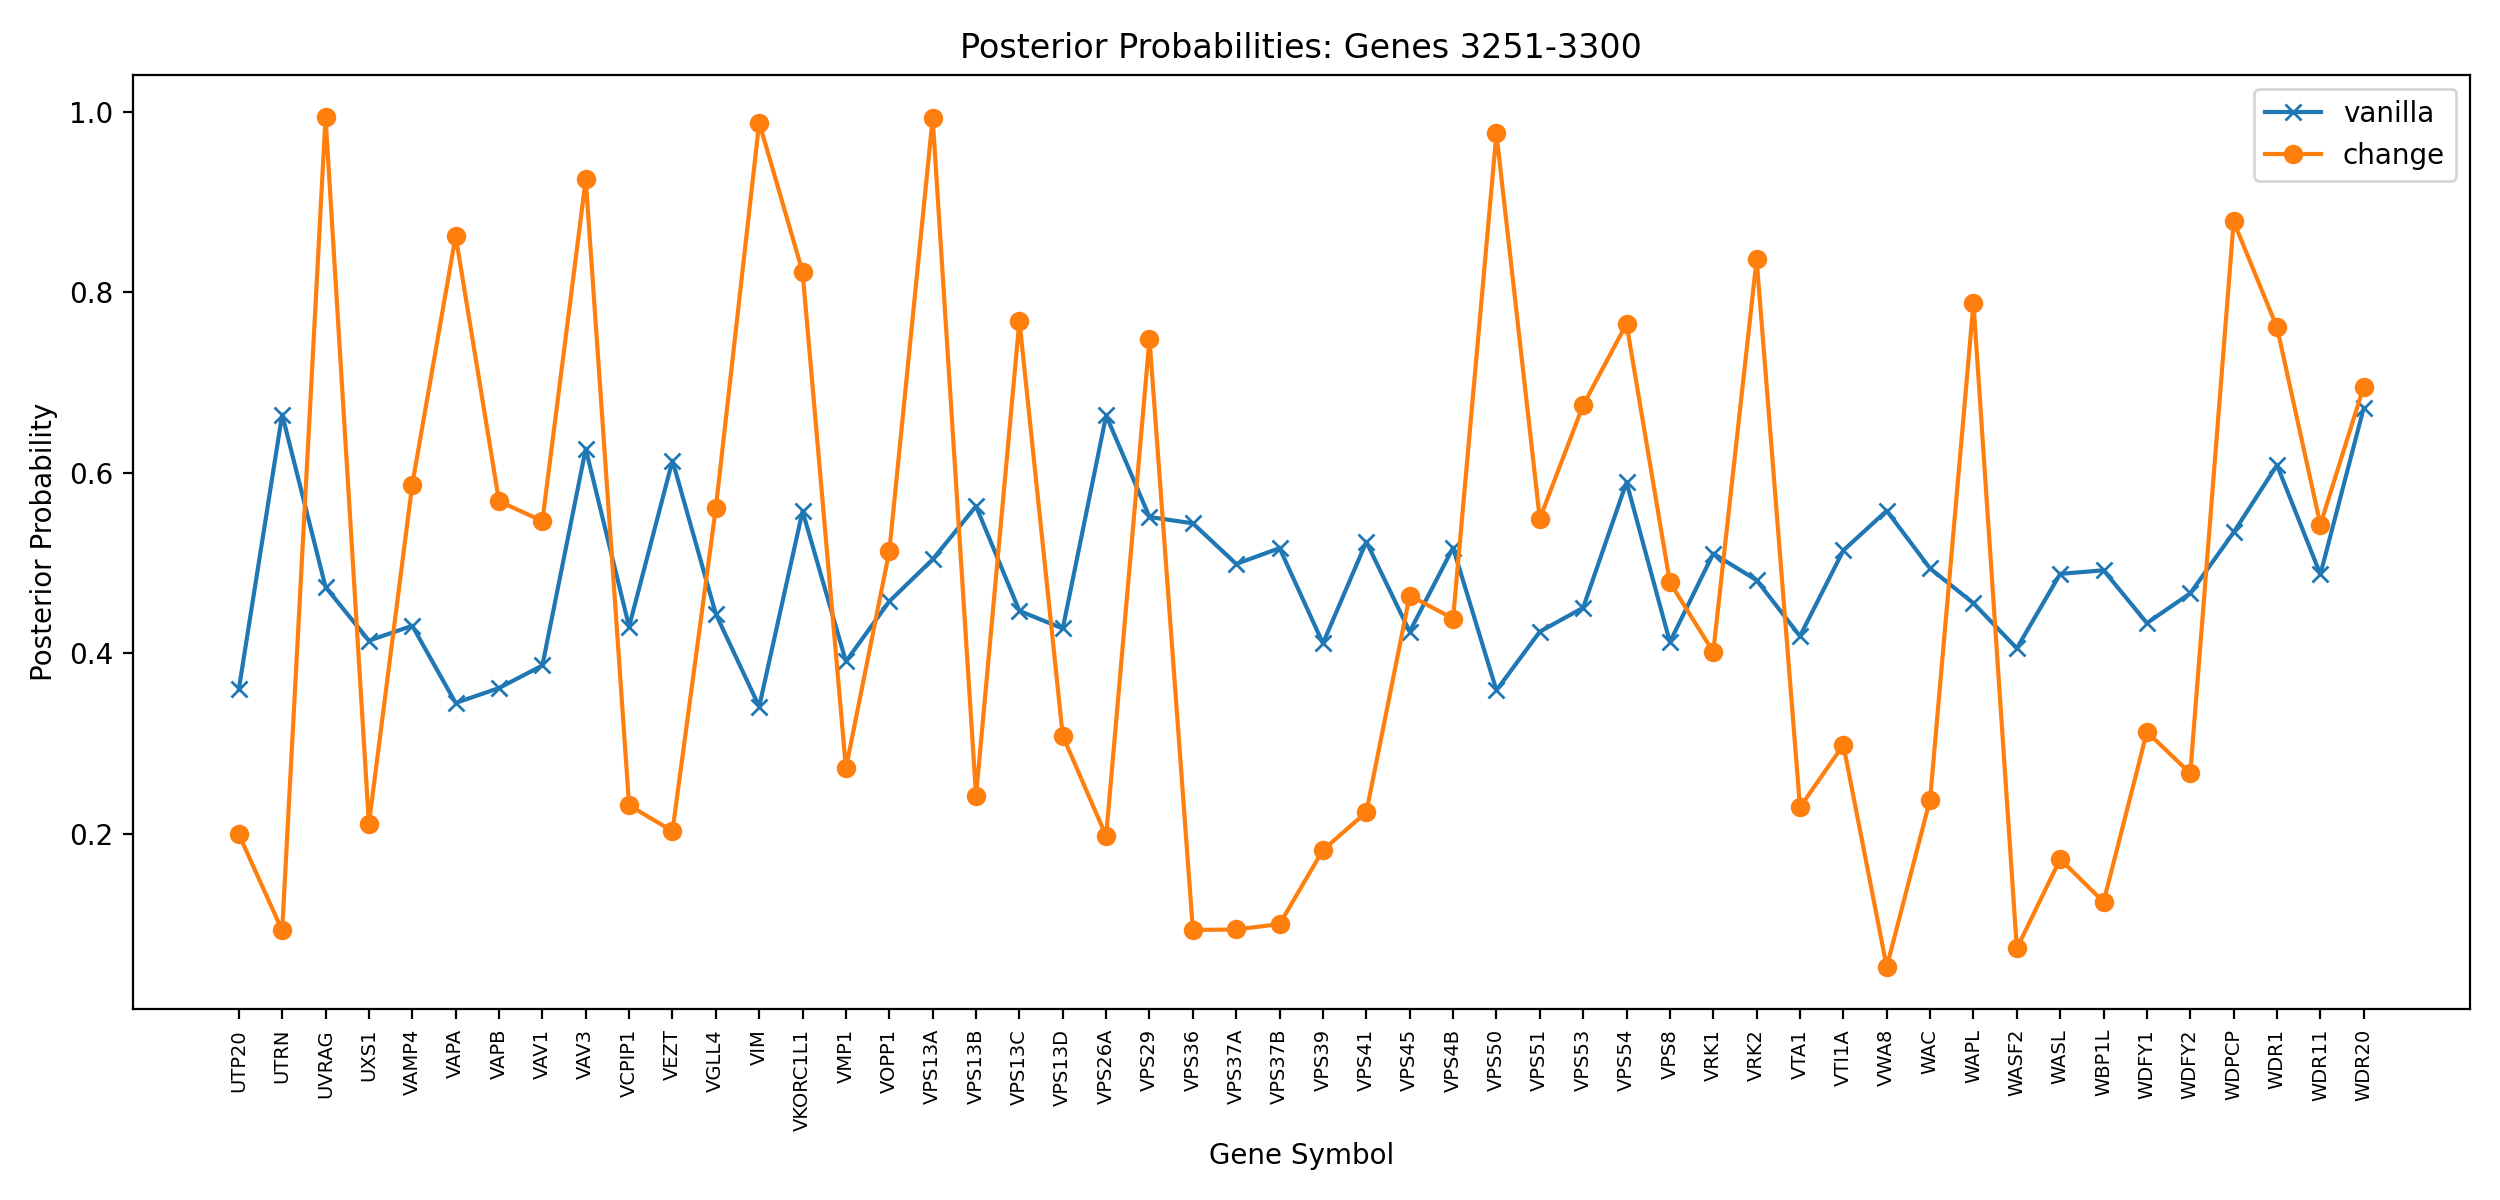 Posterior Probabilities: Genes 3251-3300
vanilla
change
Posterior Probability
1.0
0.8
0.6
0.4
0.2
UTP20
UTRN
UVRAG
UXS1
VAMP4
VAPA
VAPB
VAV1
VAV3
VCPIP1
VEZT
VGLL4
VIM
VKORC1L1
VMP1
VOPP1
VPS13A
VPS13B
VPS13C
VPS13D
VPS26A
VPS29
VPS36
VPS37A
VPS37B
VPS39
VPS41
VPS45
VPS4B
VPS50
VPS51
VPS53
VPS54
VPS8
VRK1
VRK2
VTA1
VTI1A
VWA8
WAC
WAPL
WASF2
WASL
WBP1L
WDFY1
WDFY2
WDPCP
WDR1
WDR11
WDR20
Gene Symbol